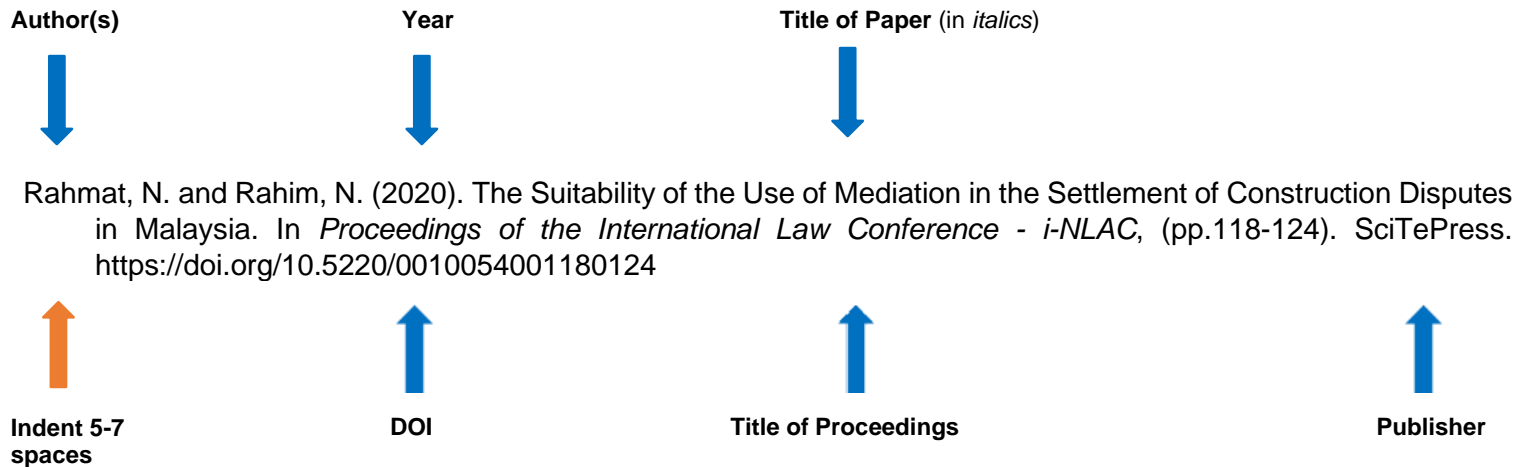 Author(s) Year Title of Paper (in italics)
Rahmat, N. and Rahim, N. (2020). The Suitability of the Use of Mediation in the Settlement of Construction Disputes
in Malaysia. In Proceedings of the International Law Conference - i-NLAC, (pp.118-124). SciTePress.
https://doi.org/10.5220/0010054001180124
Indent 5-7 DOI Title of Proceedings Publisher
spaces